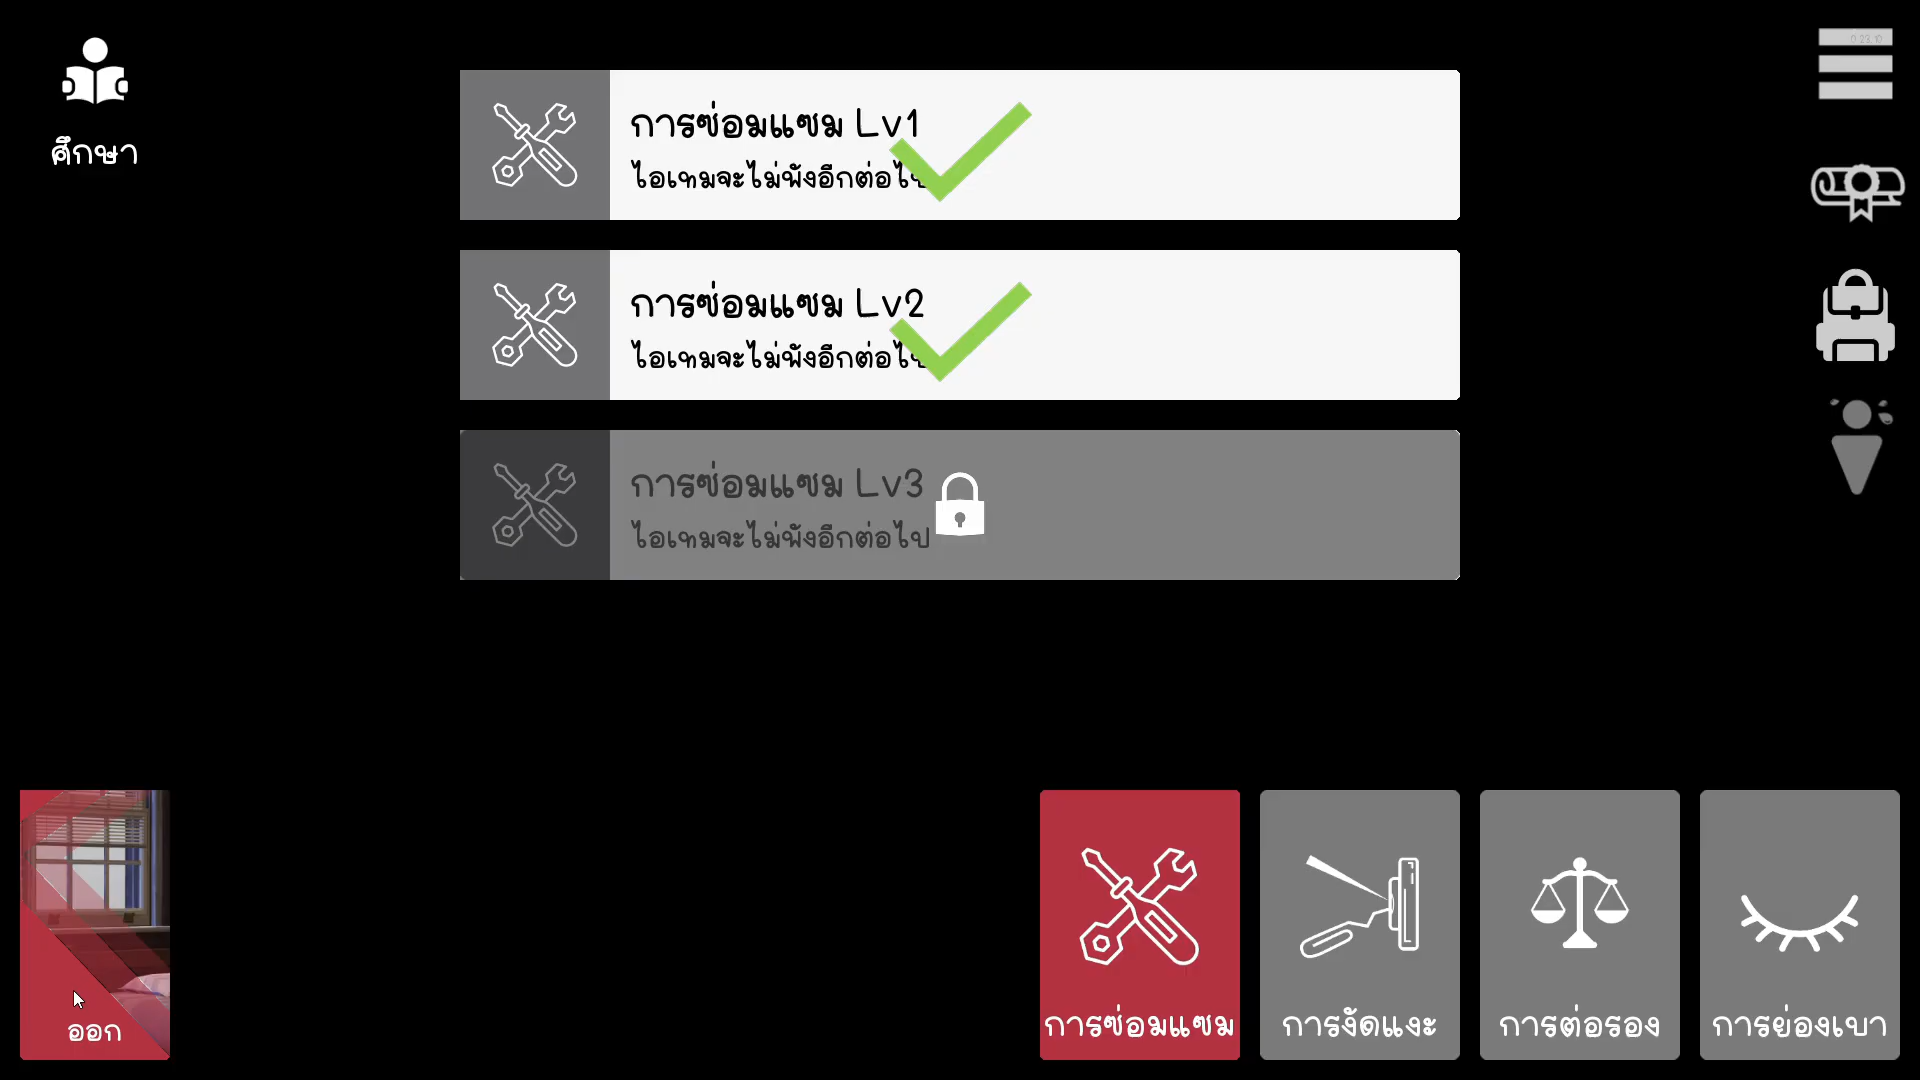 ศึกษา
การซ่อมแซม Lv1
ไอเทมจะไม่พังอีกต่อไป
การซ่อมแซม Lv2
ไอเทมจะไม่พังอีกต่อไป
การซ่อมแซม Lv3
ไอเทมจะไม่พังอีกต่อไป
ออก
การซ่อมแซม
การงัดแงะ
การต่อรอง
การย่องเบา